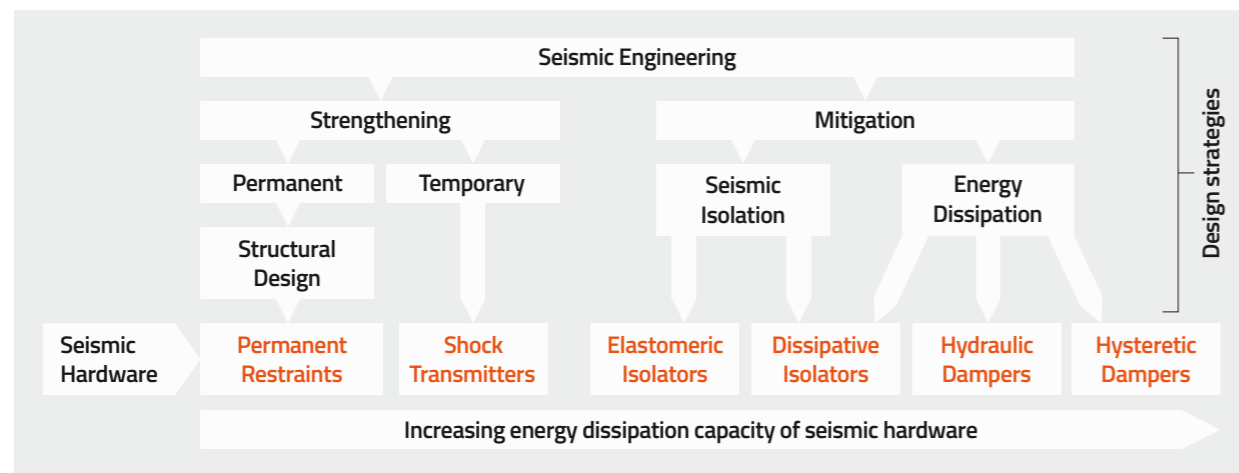 Seismic Engineering
Strengthening
Mitigation
Permanent
Temporary
Seismic
Isolation
Energy
Dissipation
Structural
Design
Design strategies
Seismic
Hardware
Permanent
Restraints
Shock
Transmitters
Elastomeric
Isolators
Dissipative
Isolators
Hydraulic
Dampers
Hysteretic
Dampers
Increasing energy dissipation capacity of seismic hardware